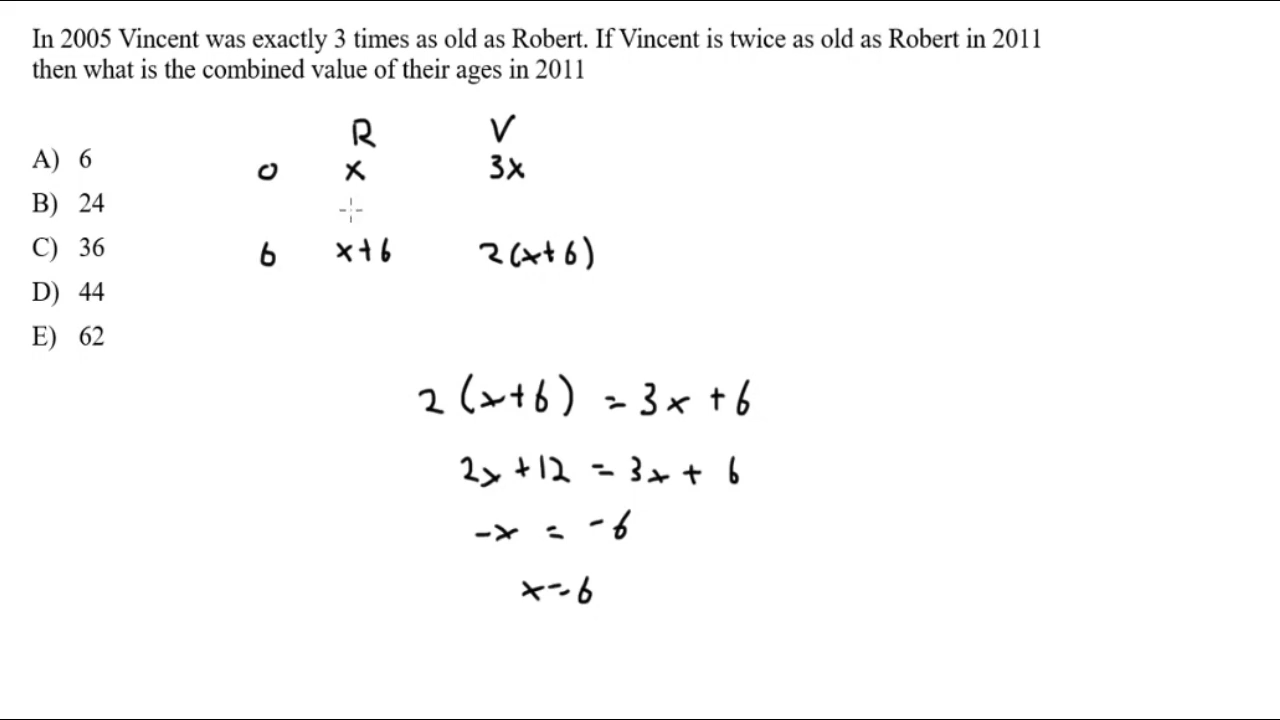 In 2005 Vincent was exactly 3 times as old as Robert. If Vincent is twice as old as Robert in 2011
then what is the combined value of their ages in 2011
R V
A) 6
0 x 3x
B) 24
C) 36
6 x+6 2(x+6)
D) 44
E) 62
2(x+6) = 3x+6
2x+12 = 3x+6
-x = -6
x=6